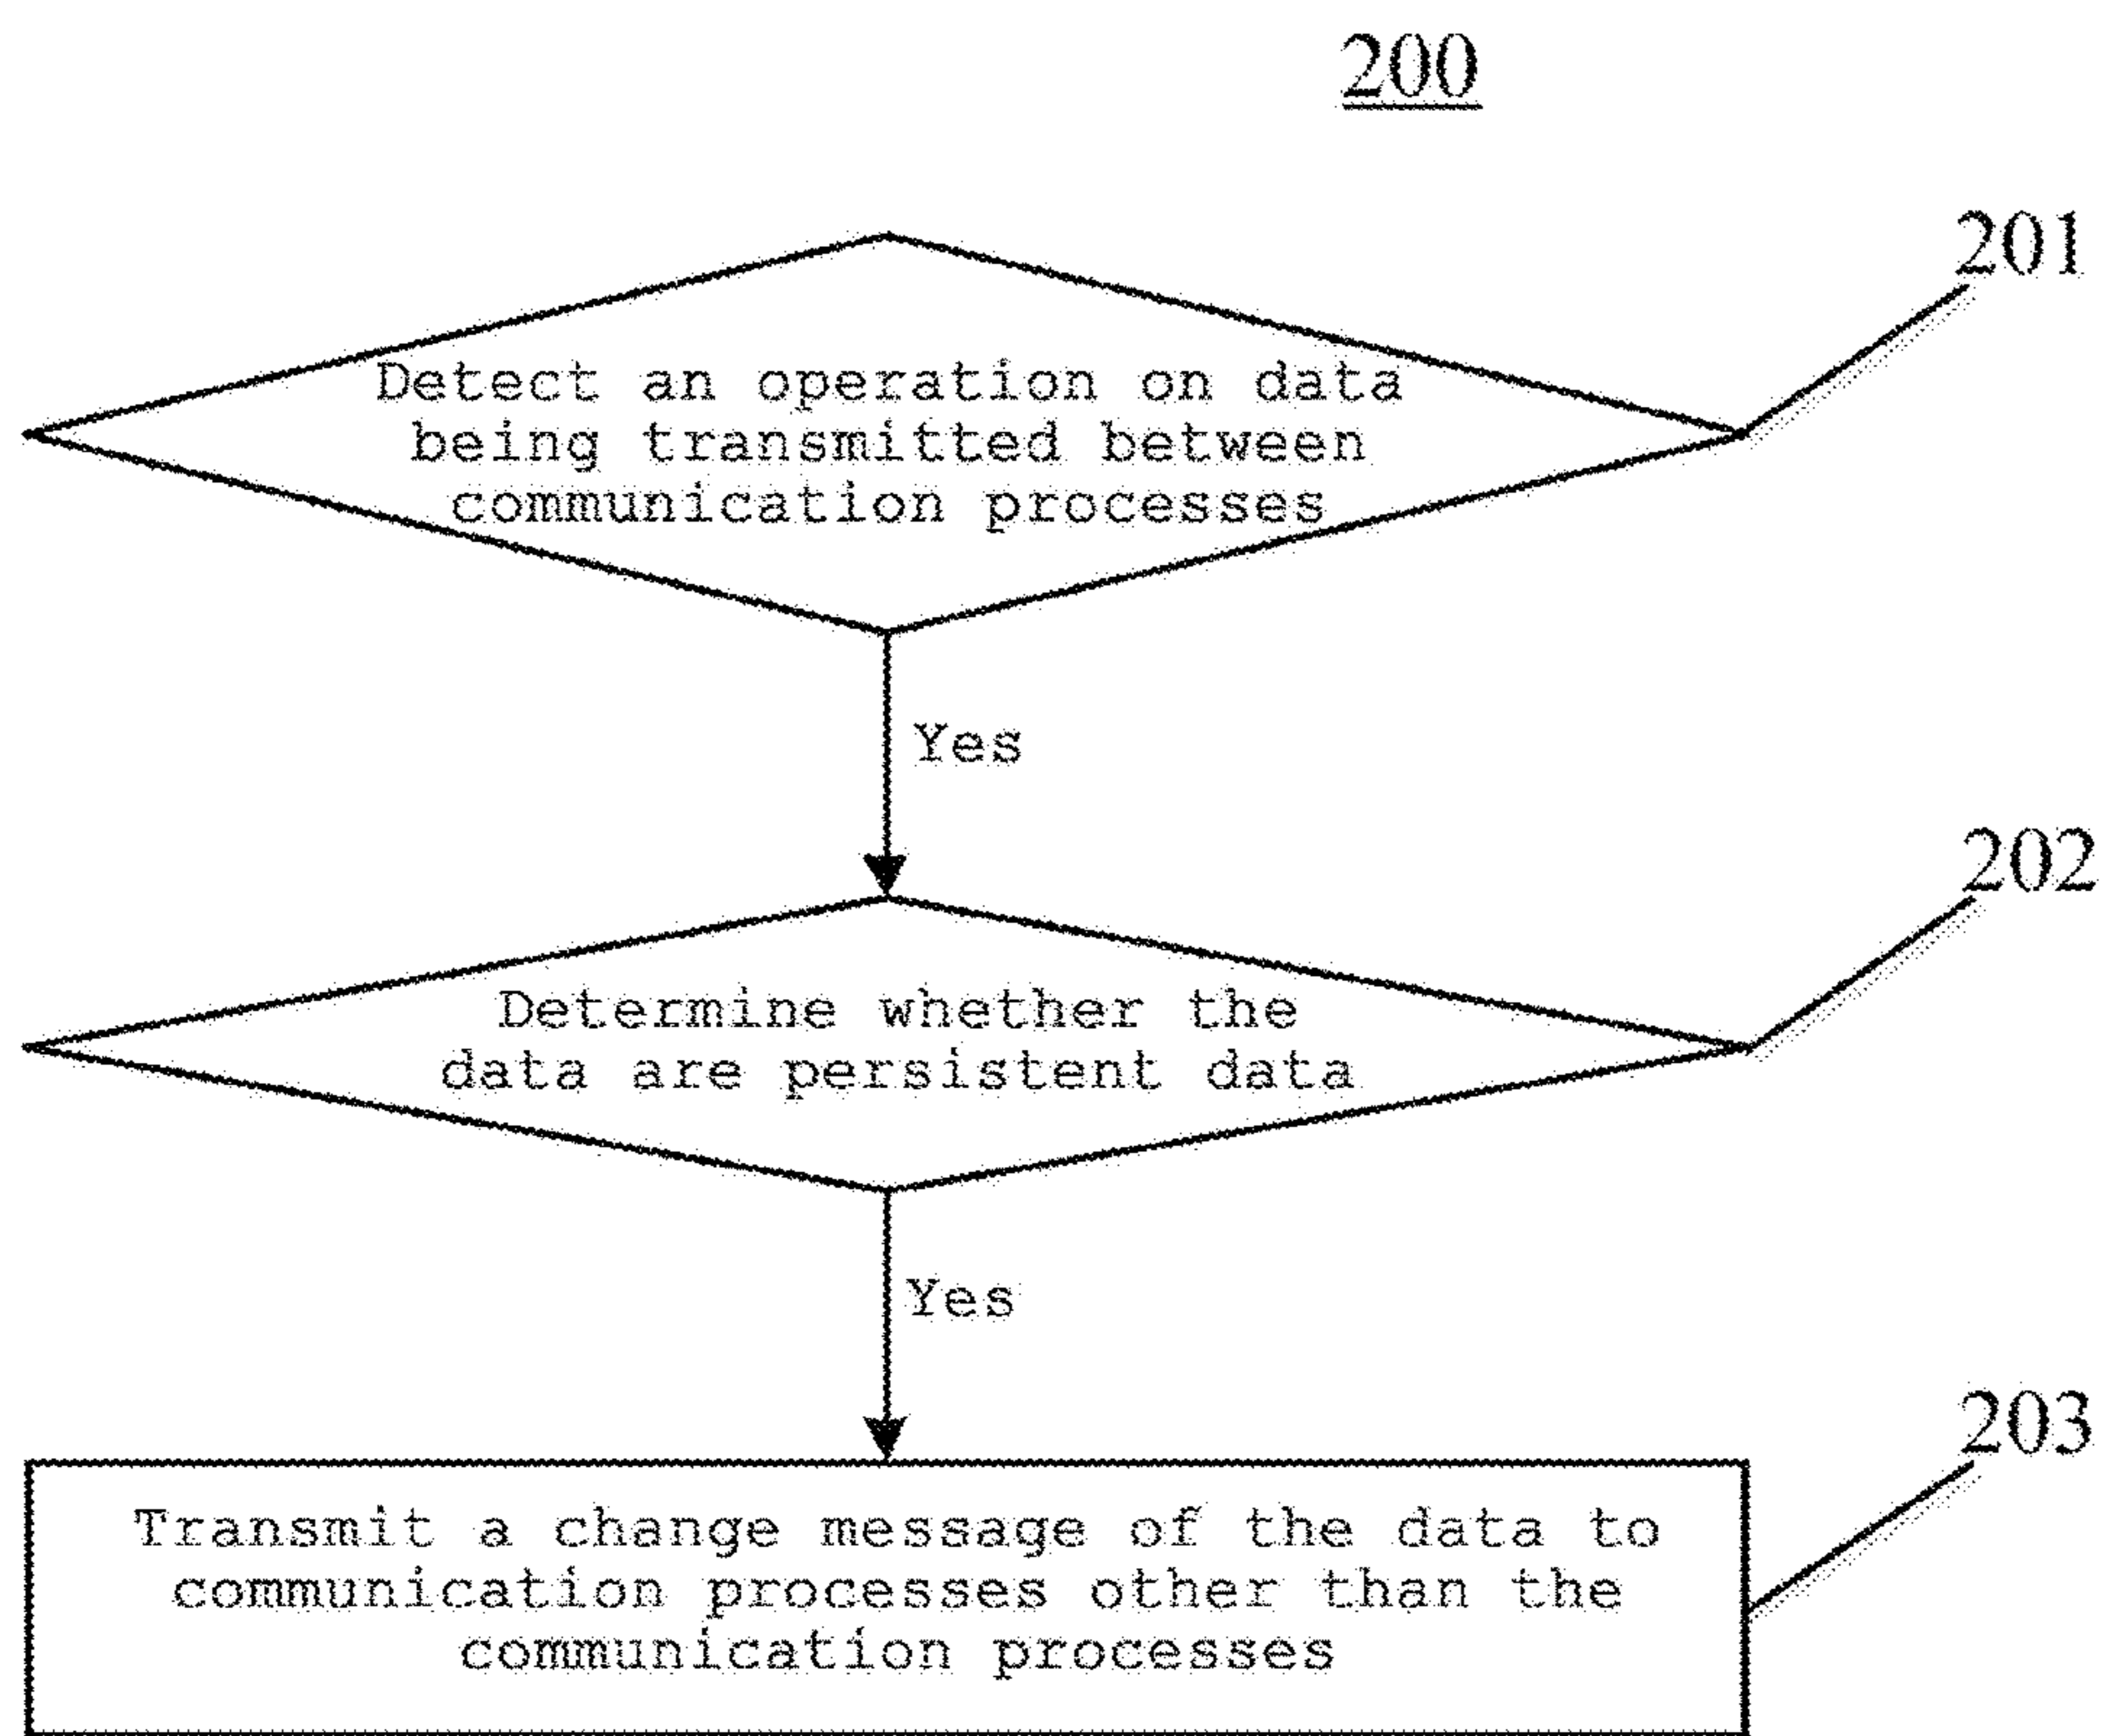 200
201
Detect an operation on data
being transmitted between
communication processes
Yes
202
Determine whether the
data are persistent data
Yes
203
Transmit a change message of the data to
communication processes other than the
communication processes